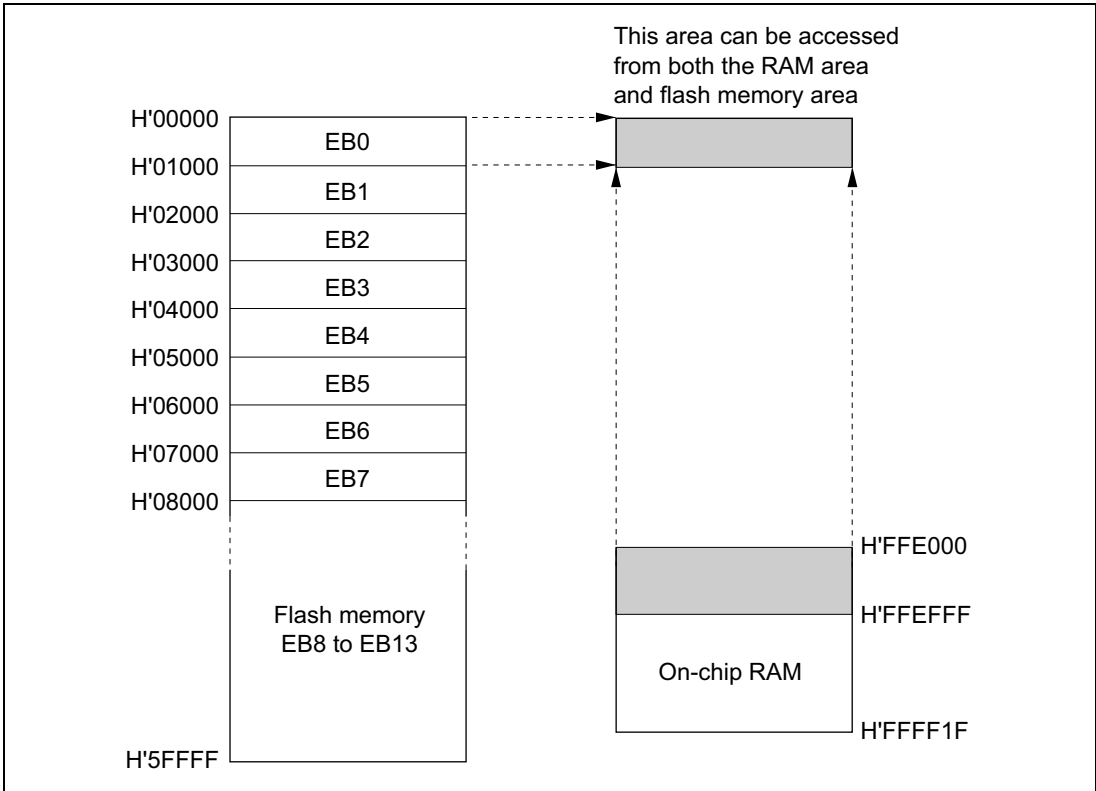 This area can be accessed
from both the RAM area
and flash memory area
H'00000
EB0
H'01000
EB1
H'02000
EB2
H'03000
EB3
H'04000
EB4
H'05000
EB5
H'06000
EB6
H'07000
EB7
H'08000
H'FFE000
Flash memory
EB8 to EB13
H'FFEFFF
On-chip RAM
H'FFFF1F
H'5FFFF